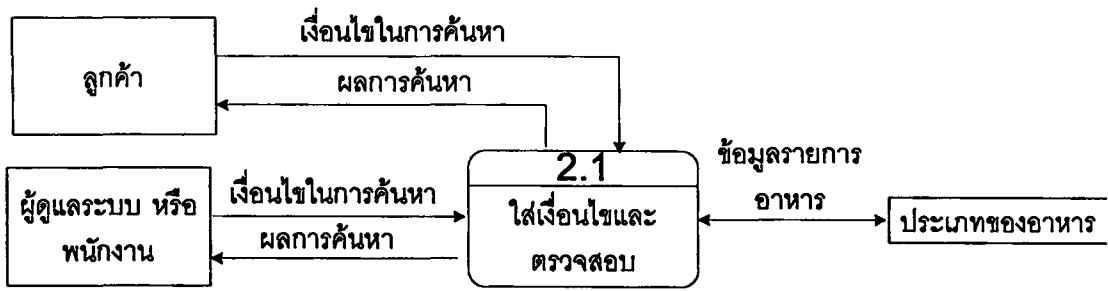 เงื่อนไขในการค้นหา
ลูกค้า
ผลการค้นหา
2.1
ข้อมูลรายการ
อาหาร
ผู้ดูแลระบบ หรือ
พนักงาน
เงื่อนไขในการค้นหา
ผลการค้นหา
ใส่เงื่อนไขและ
ตรวจสอบ
ประเภทของอาหาร